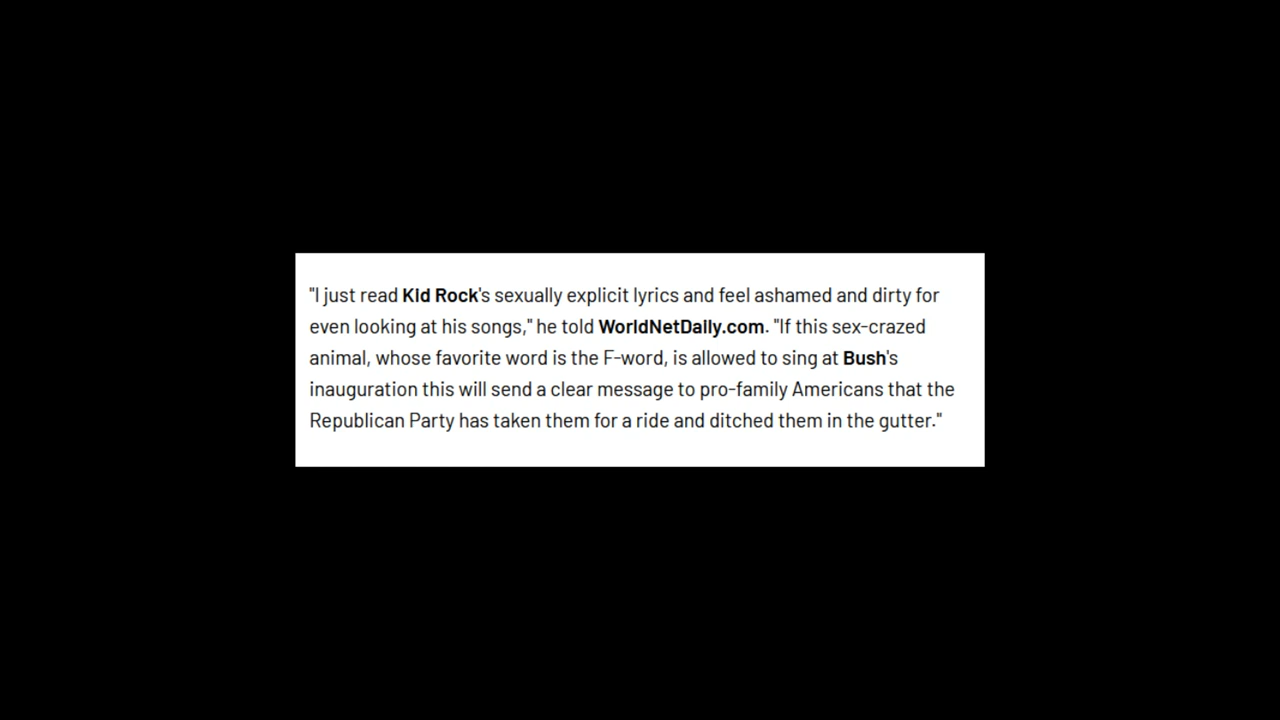 "I just read Kid Rock's sexually explicit lyrics and feel ashamed and dirty for
even looking at his songs," he told WorldNetDaily.com. "If this sex-crazed
animal, whose favorite word is the F-word, is allowed to sing at Bush's
inauguration this will send a clear message to pro-family Americans that the
Republican Party has taken them for a ride and ditched them in the gutter."